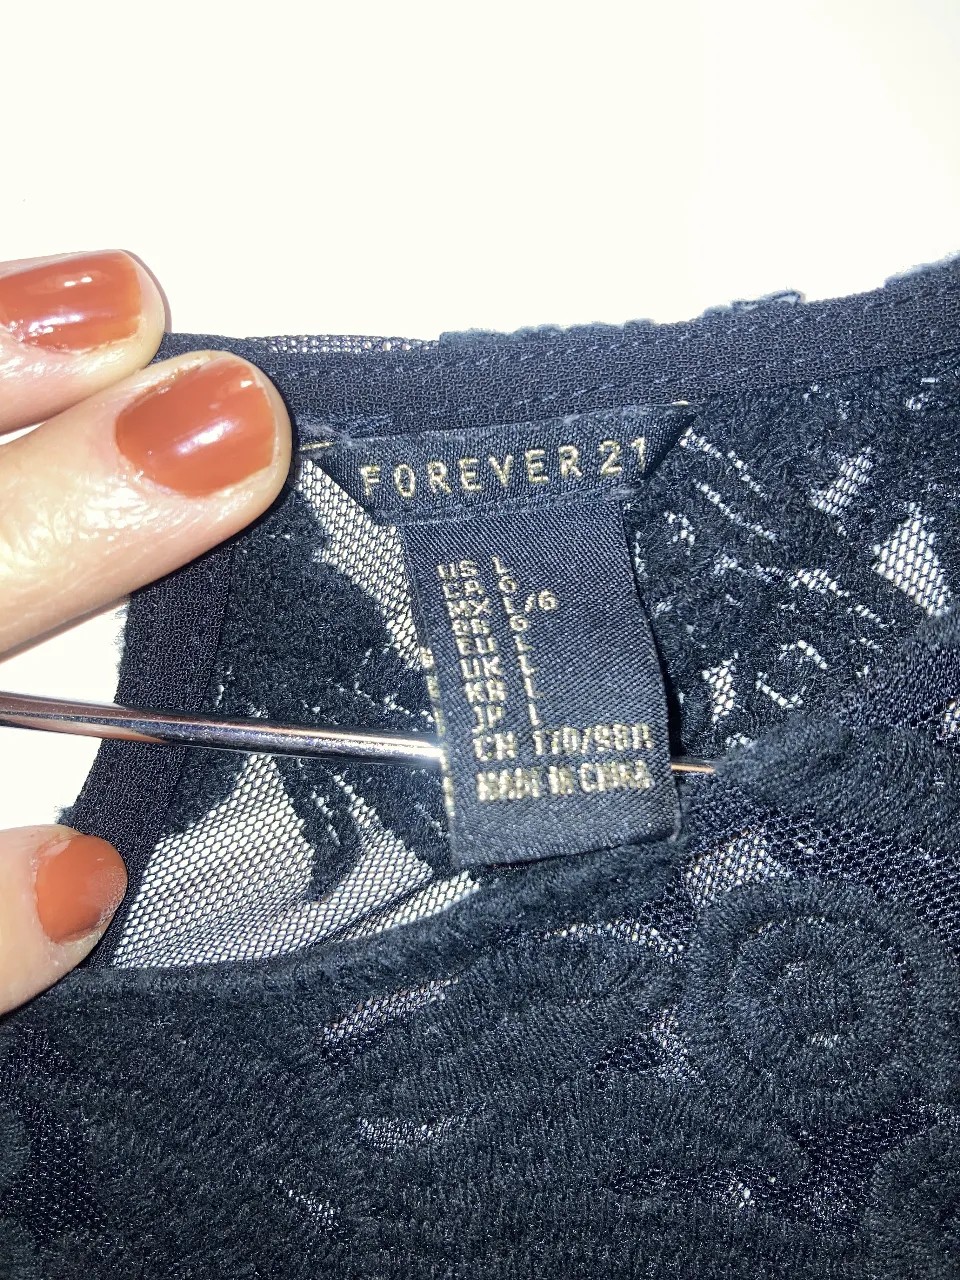 FOREVER 21
US L
CA G
MX L/G
BR G
EU L
UK L
KR L
JP L
CN 170/98A
MADE IN CHINA